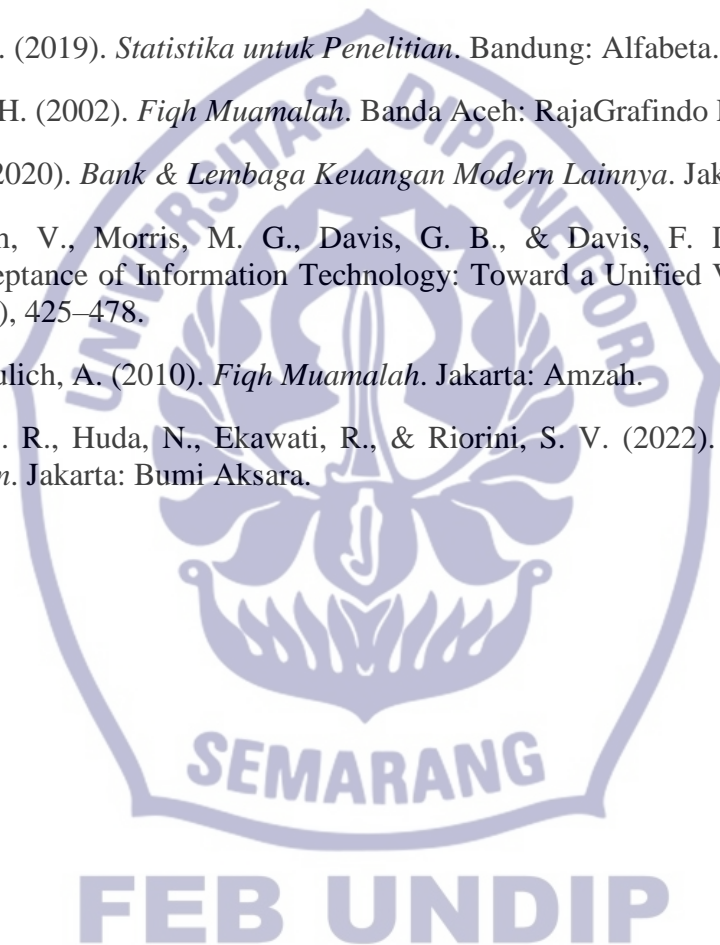 . (2019). Statistika untuk Penelitian. Bandung: Alfabeta.
H. (2002). Fiqh Muamalah. Banda Aceh: RajaGrafindo
2020). Bank & Lembaga Keuangan Modern Lainnya. Jak
n, V., Morris, M. G., Davis, G. B., & Davis, F.
eptance of Information Technology: Toward a Unified
), 425–478.
ulich, A. (2010). Fiqh Muamalah. Jakarta: Amzah.
. R., Huda, N., Ekawati, R., & Riorini, S. V. (2022).
n. Jakarta: Bumi Aksara.
UNIVERSITAS DIPONEGORO
SEMARANG
FEB UNDIP